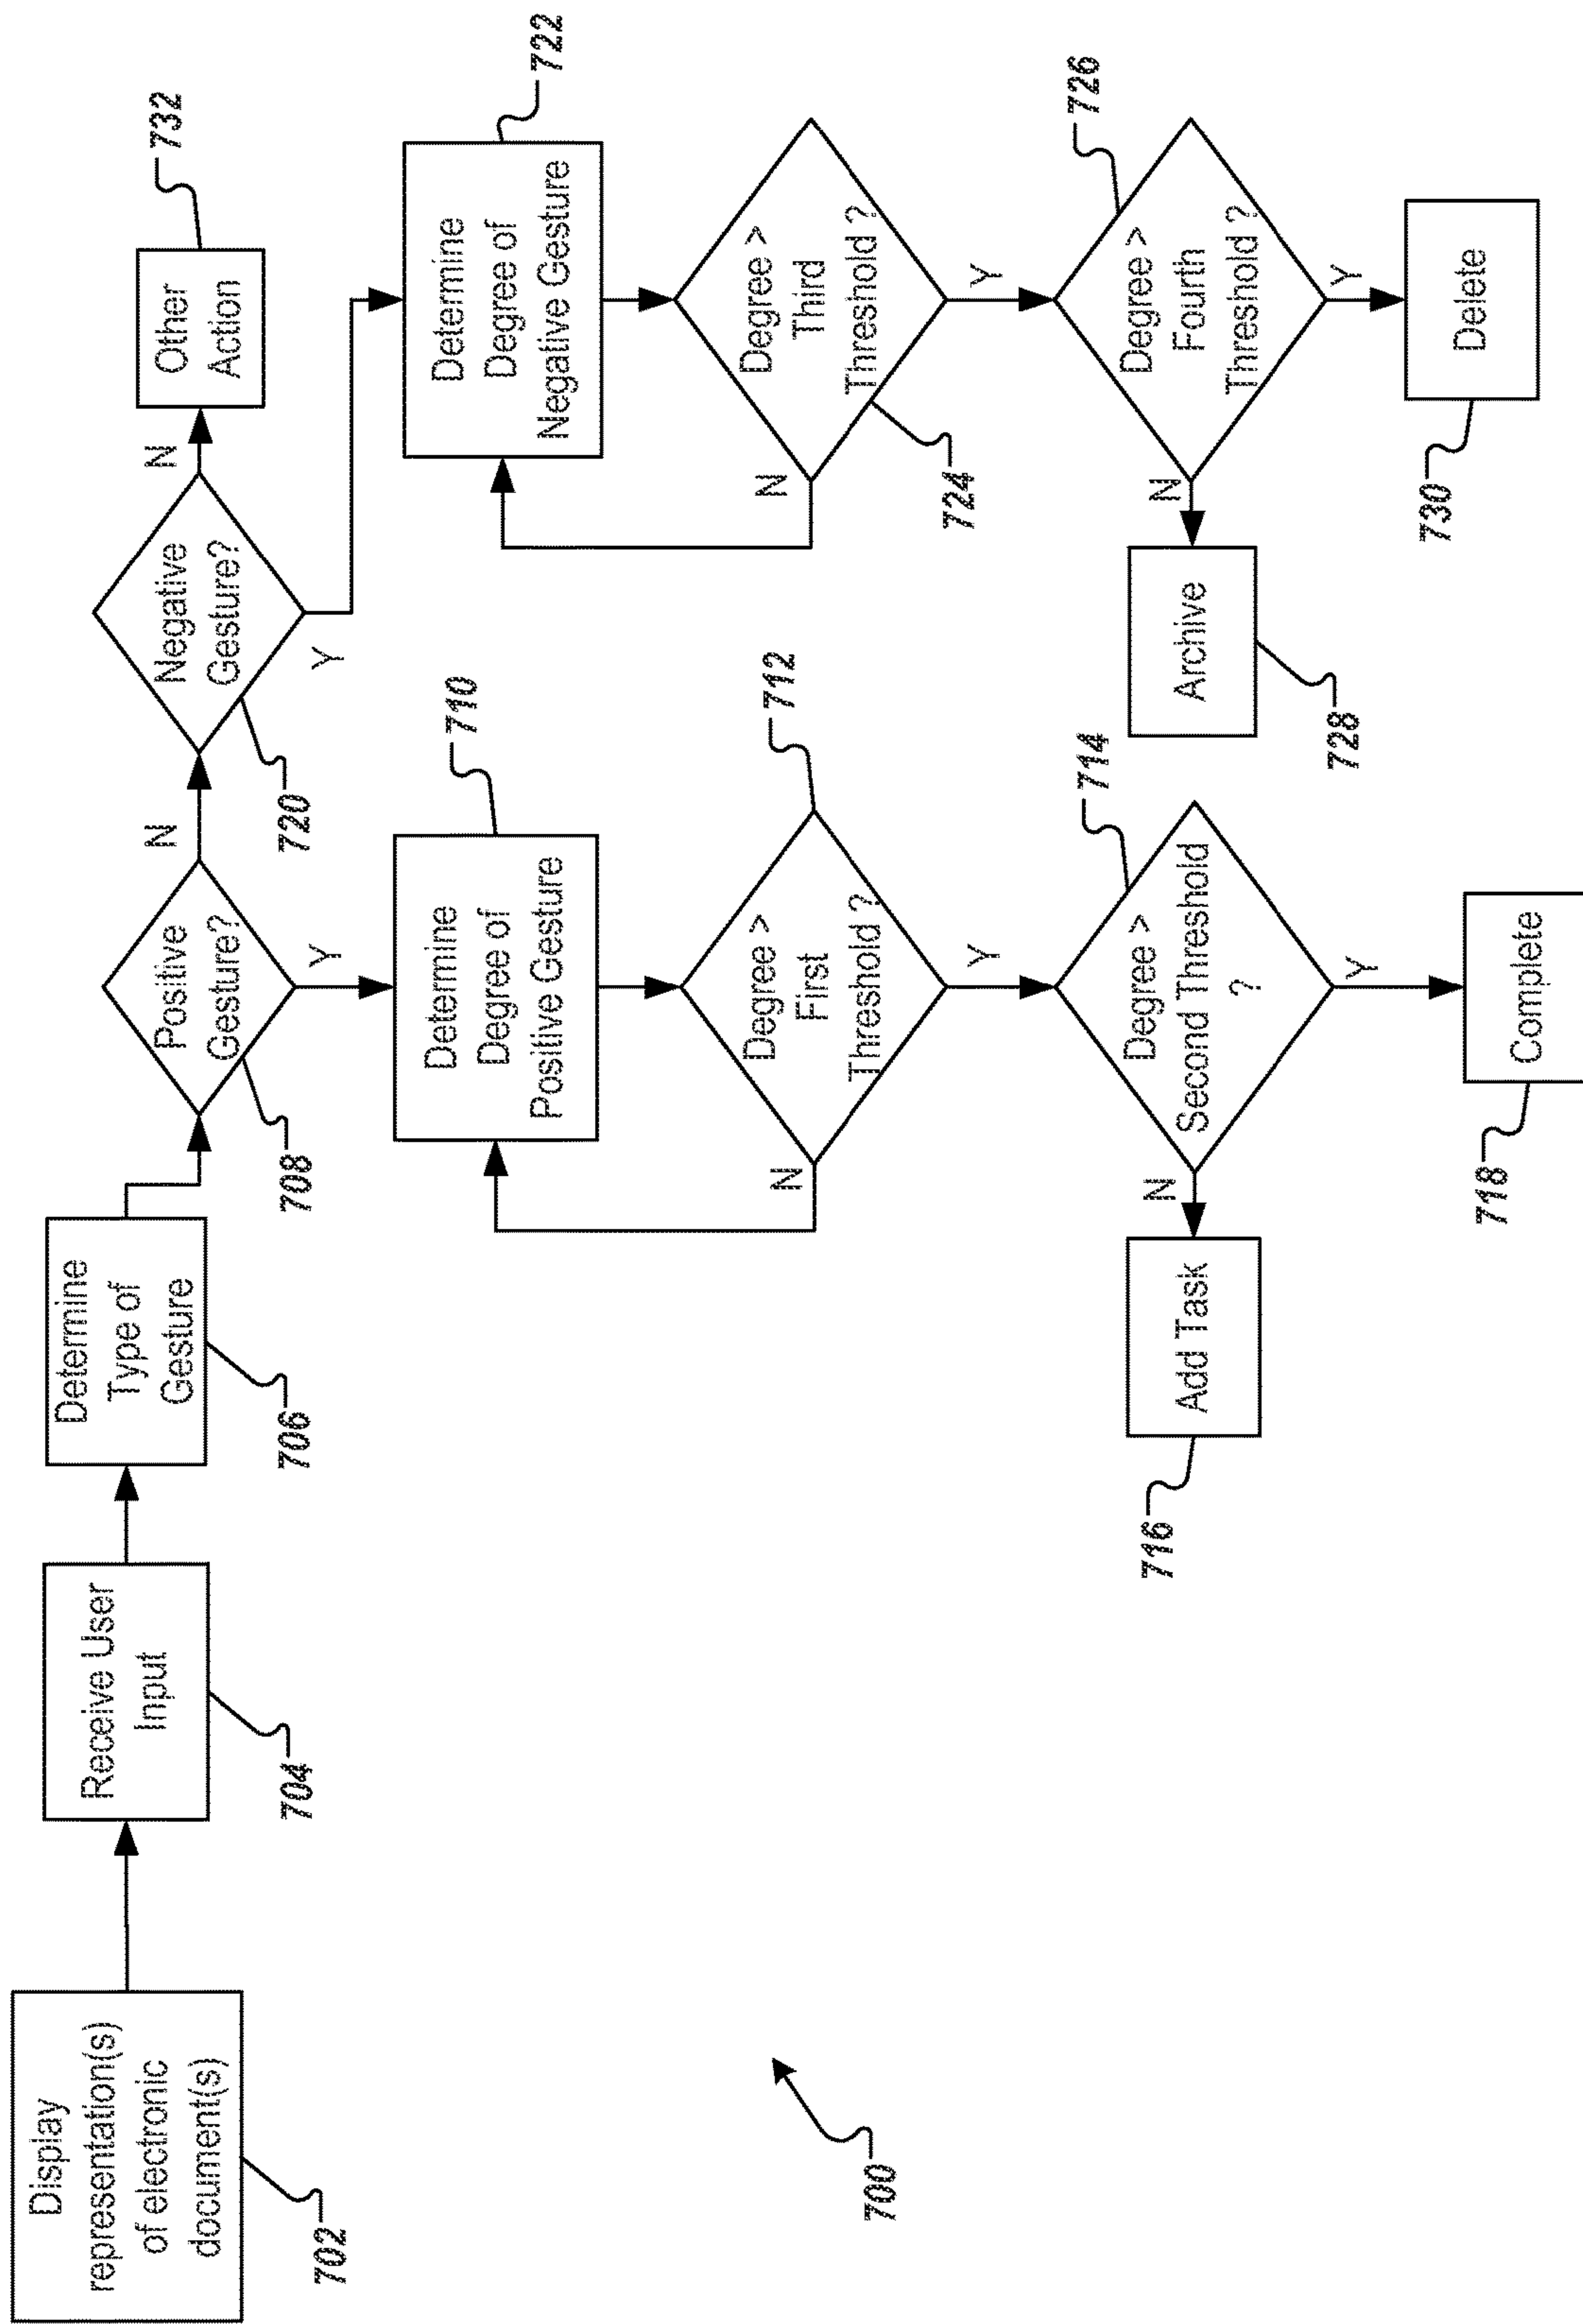 Display
representation(s)
of electronic
document(s)
702
Receive User
Input
704
Determine
Type of
Gesture
706
Positive
Gesture?
708
N
Y
Negative
Gesture?
720
N
Y
Other
Action
732
Determine
Degree of
Positive Gesture
710
Degree >
First
Threshold ?
712
N
Y
Degree >
Second Threshold
?
714
N
Y
Add Task
716
Complete
718
Determine
Degree of
Negative Gesture
722
Degree >
Third
Threshold ?
724
N
Y
Degree >
Fourth
Threshold ?
726
N
Y
Archive
728
Delete
730
700